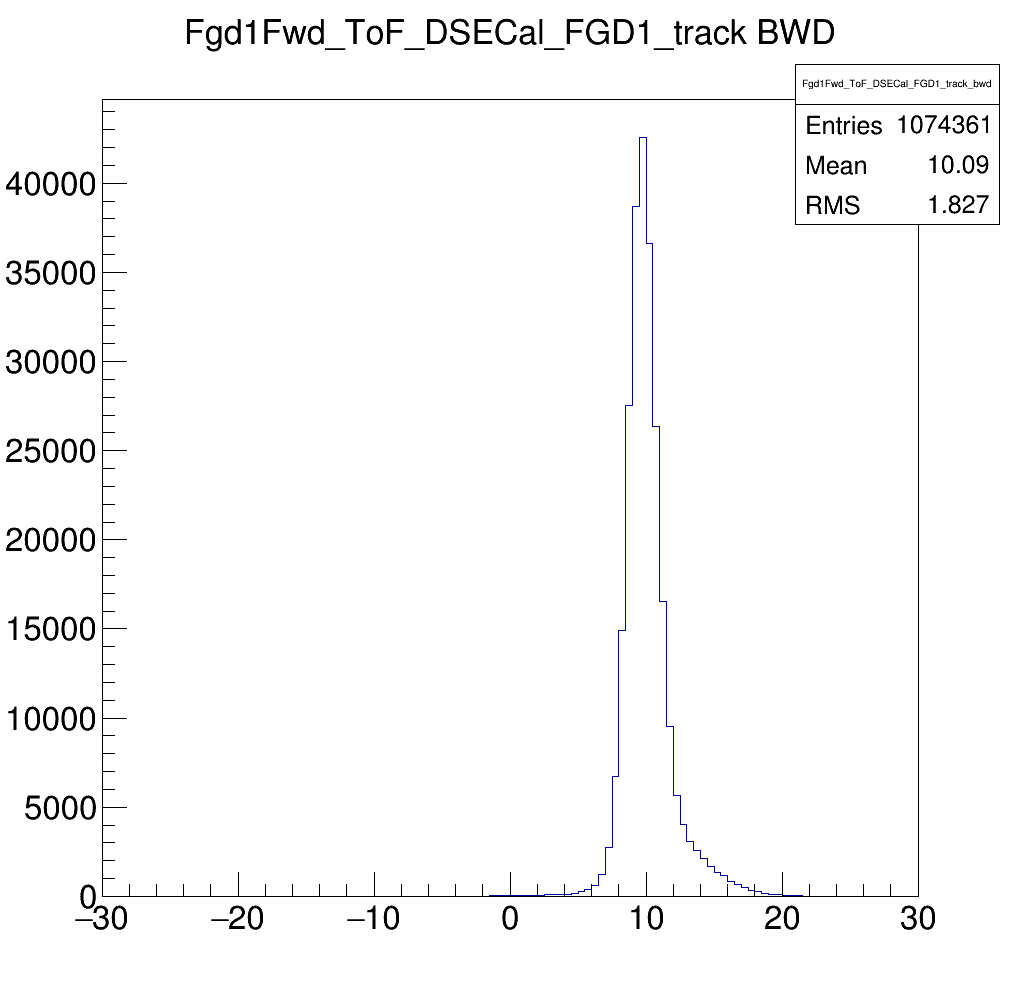 Fgd1Fwd_ToF_DSECal_FGD1_track BWD
Fgd1Fwd_ToF_DSECal_FGD1_track_bwd
Entries 1074361
Mean 10.09
RMS 1.827
40000
35000
30000
25000
20000
15000
10000
5000
0
−30 −20 −10 0 10 20 30